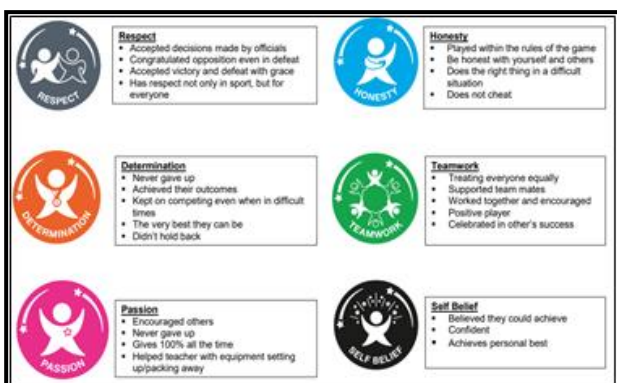 RESPECT
Respect
• Accepted decisions made by officials
• Congratulated opposition even in defeat
• Accepted victory and defeat with grace
• Has respect not only in sport, but for
everyone
HONESTY
Honesty
• Played within the rules of the game
• Be honest with yourself and others
• Does the right thing in a difficult
situation
• Does not cheat
DETERMINATION
Determination
• Never gave up
• Achieved their outcomes
• Kept on competing even when in difficult
times
• The very best they can be
• Didn't hold back
TEAMWORK
Teamwork
• Treating everyone equally
• Supported team mates
• Worked together and encouraged
• Positive player
• Celebrated in other's success
PASSION
Passion
• Encouraged others
• Never gave up
• Gives 100% all the time
• Helped teacher with equipment setting
up/packing away
SELF BELIEF
Self Belief
• Believed they could achieve
• Confident
• Achieves personal best